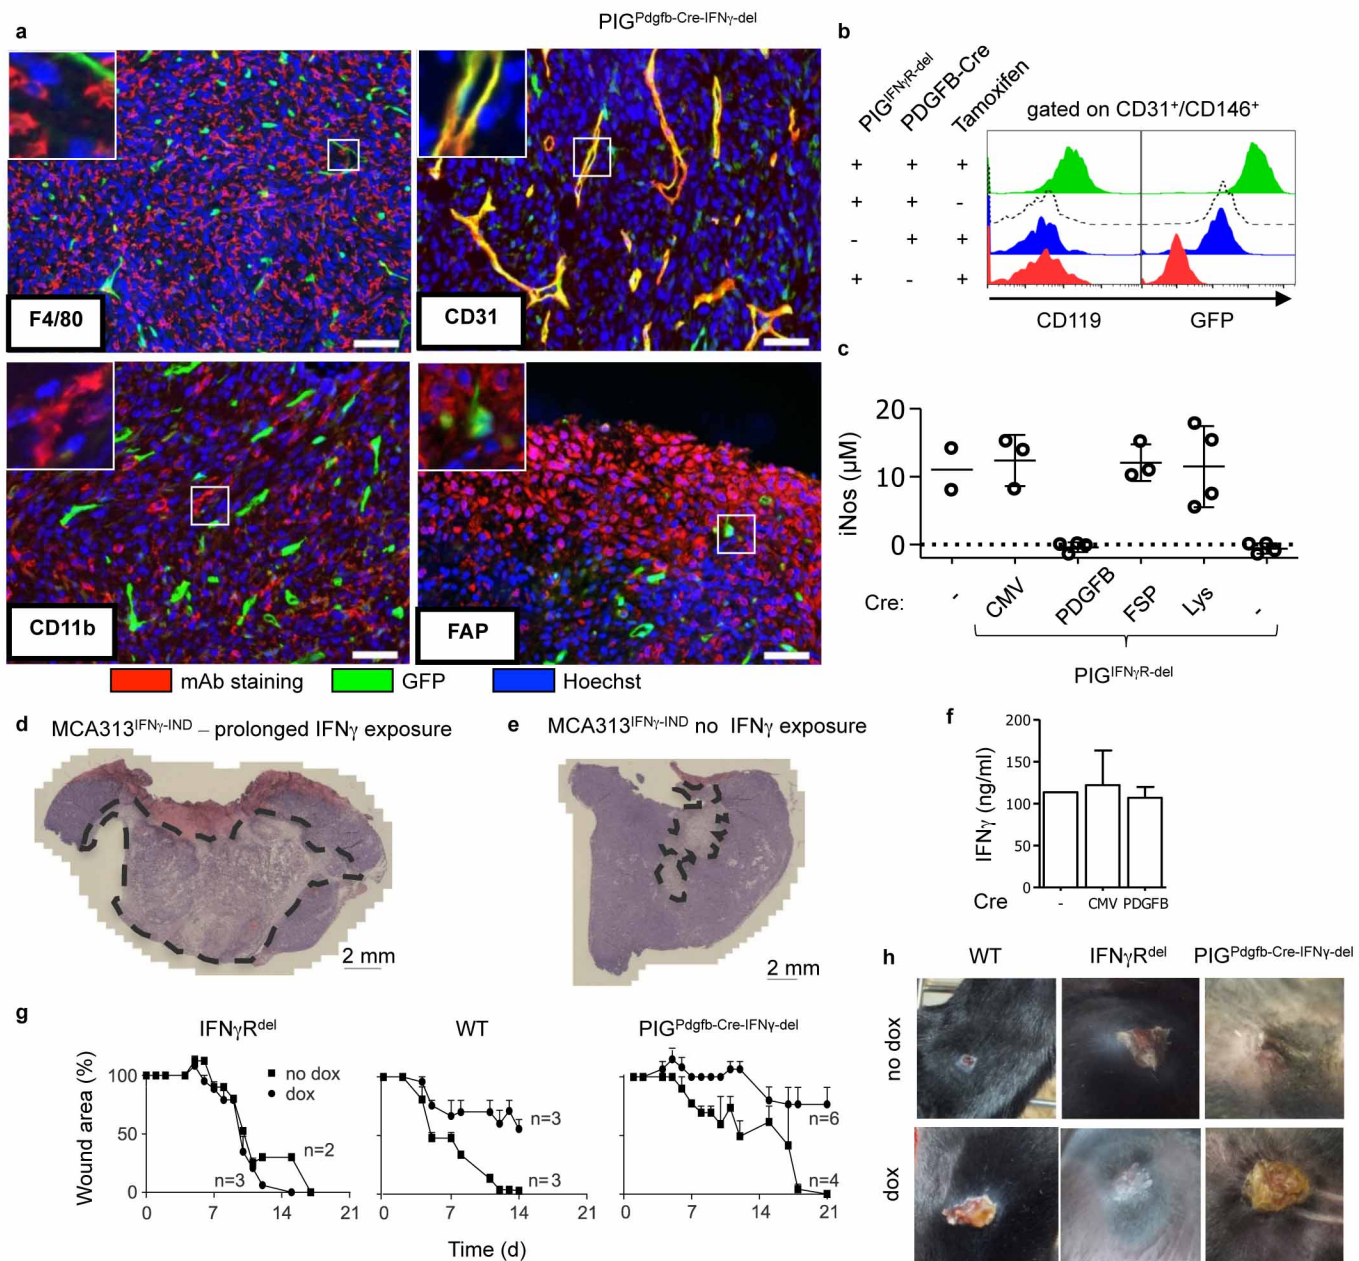 a
PIG^Pdgfb-Cre-IFNγ-del
F4/80
CD31
CD11b
FAP
mAb staining
GFP
Hoechst
b
PIG^IFNγR-del
PDGFB-Cre
Tamoxifen
gated on CD31⁺/CD146⁺
+ + +
+ + -
- + +
+ - +
CD119
GFP
c
iNos (µM)
20
10
0
Cre:
- CMV PDGFB FSP Lys -
PIG^IFNγR-del
d MCA313^IFNγ-IND – prolonged IFNγ exposure
2 mm
e MCA313^IFNγ-IND no IFNγ exposure
2 mm
f
IFNγ (ng/ml)
200
150
100
50
0
Cre - CMV PDGFB
g
IFNγR^del
WT
PIG^Pdgfb-Cre-IFNγ-del
Wound area (%)
100
50
0
no dox
dox
n=2
n=3
n=3
n=3
n=6
n=4
0 7 14 21
0 7 14 21
0 7 14 21
Time (d)
h
WT
IFNγR^del
PIG^Pdgfb-Cre-IFNγ-del
no dox
dox